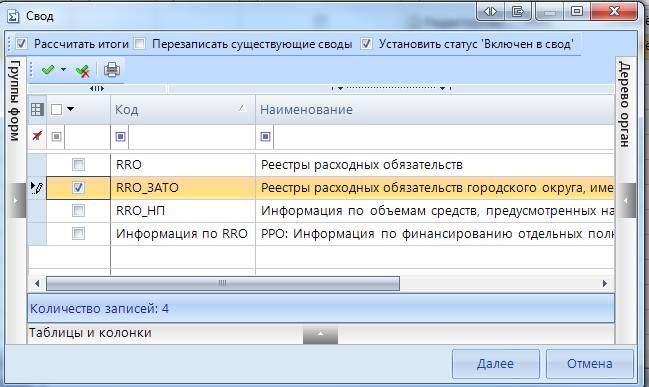 Свод
Рассчитать итоги Перезаписать существующие своды Установить статус 'Включен в свод'
Группы форм
Дерево орган
Код Наименование
RRO Реестры расходных обязательств
RRO_ЗАТО Реестры расходных обязательств городского округа, име
RRO_НП Информация по объемам средств, предусмотренных на
Информация по RRO РРО: Информация по финансированию отдельных пол
Количество записей: 4
Таблицы и колонки
Далее Отмена